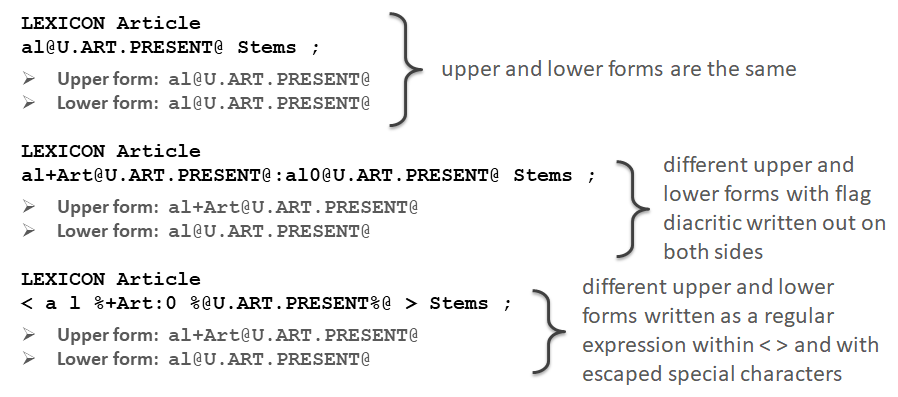 LEXICON Article
al@U.ART.PRESENT@ Stems ;
➢ Upper form: al@U.ART.PRESENT@
➢ Lower form: al@U.ART.PRESENT@
upper and lower forms are the same
LEXICON Article
al+Art@U.ART.PRESENT@:al0@U.ART.PRESENT@ Stems ;
➢ Upper form: al+Art@U.ART.PRESENT@
➢ Lower form: al@U.ART.PRESENT@
different upper and
lower forms with flag
diacritic written out on
both sides
LEXICON Article
< a l %+Art:0 %@U.ART.PRESENT%@ > Stems ;
➢ Upper form: al+Art@U.ART.PRESENT@
➢ Lower form: al@U.ART.PRESENT@
different upper and lower
forms written as a regular
expression within < > and with
escaped special characters